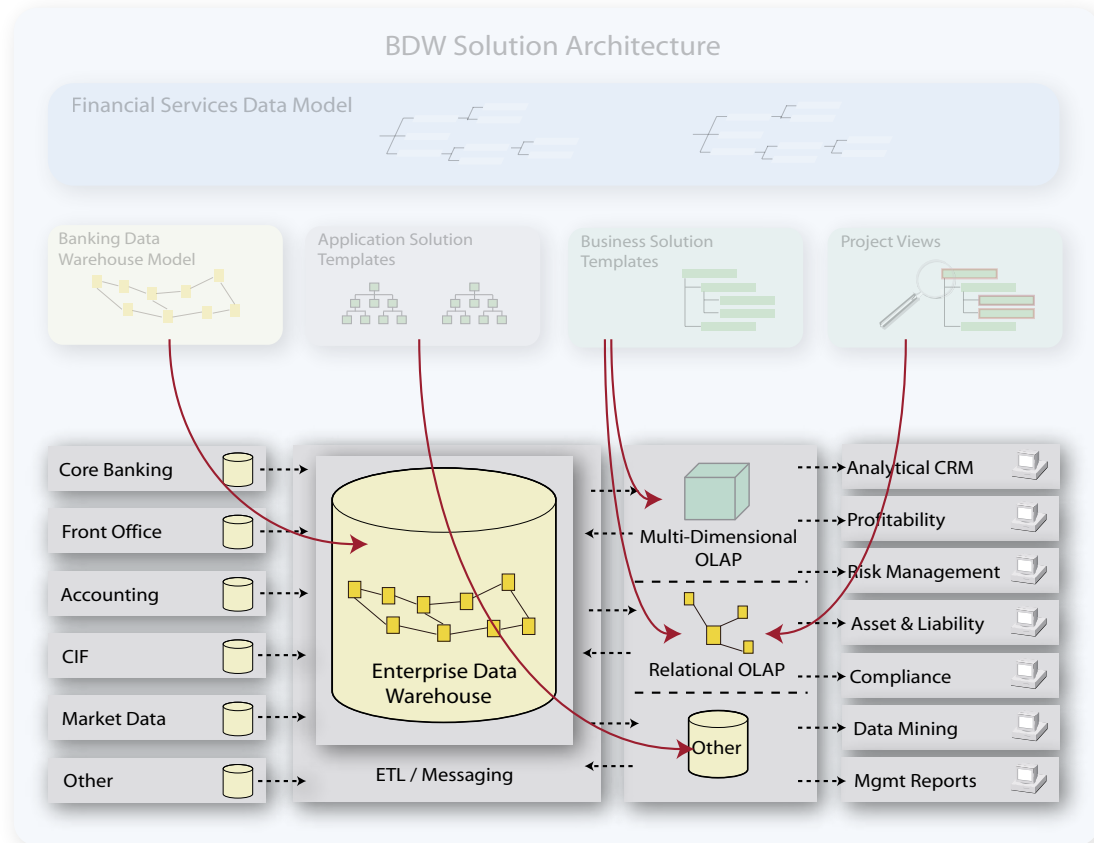 BDW Solution Architecture
Financial Services Data Model
Banking Data
Warehouse Model
Application Solution
Templates
Business Solution
Templates
Project Views
Core Banking
Front Office
Accounting
CIF
Market Data
Other
Enterprise Data
Warehouse
ETL / Messaging
Multi-Dimensional
OLAP
Relational OLAP
Other
Analytical CRM
Profitability
Risk Management
Asset & Liability
Compliance
Data Mining
Mgmt Reports